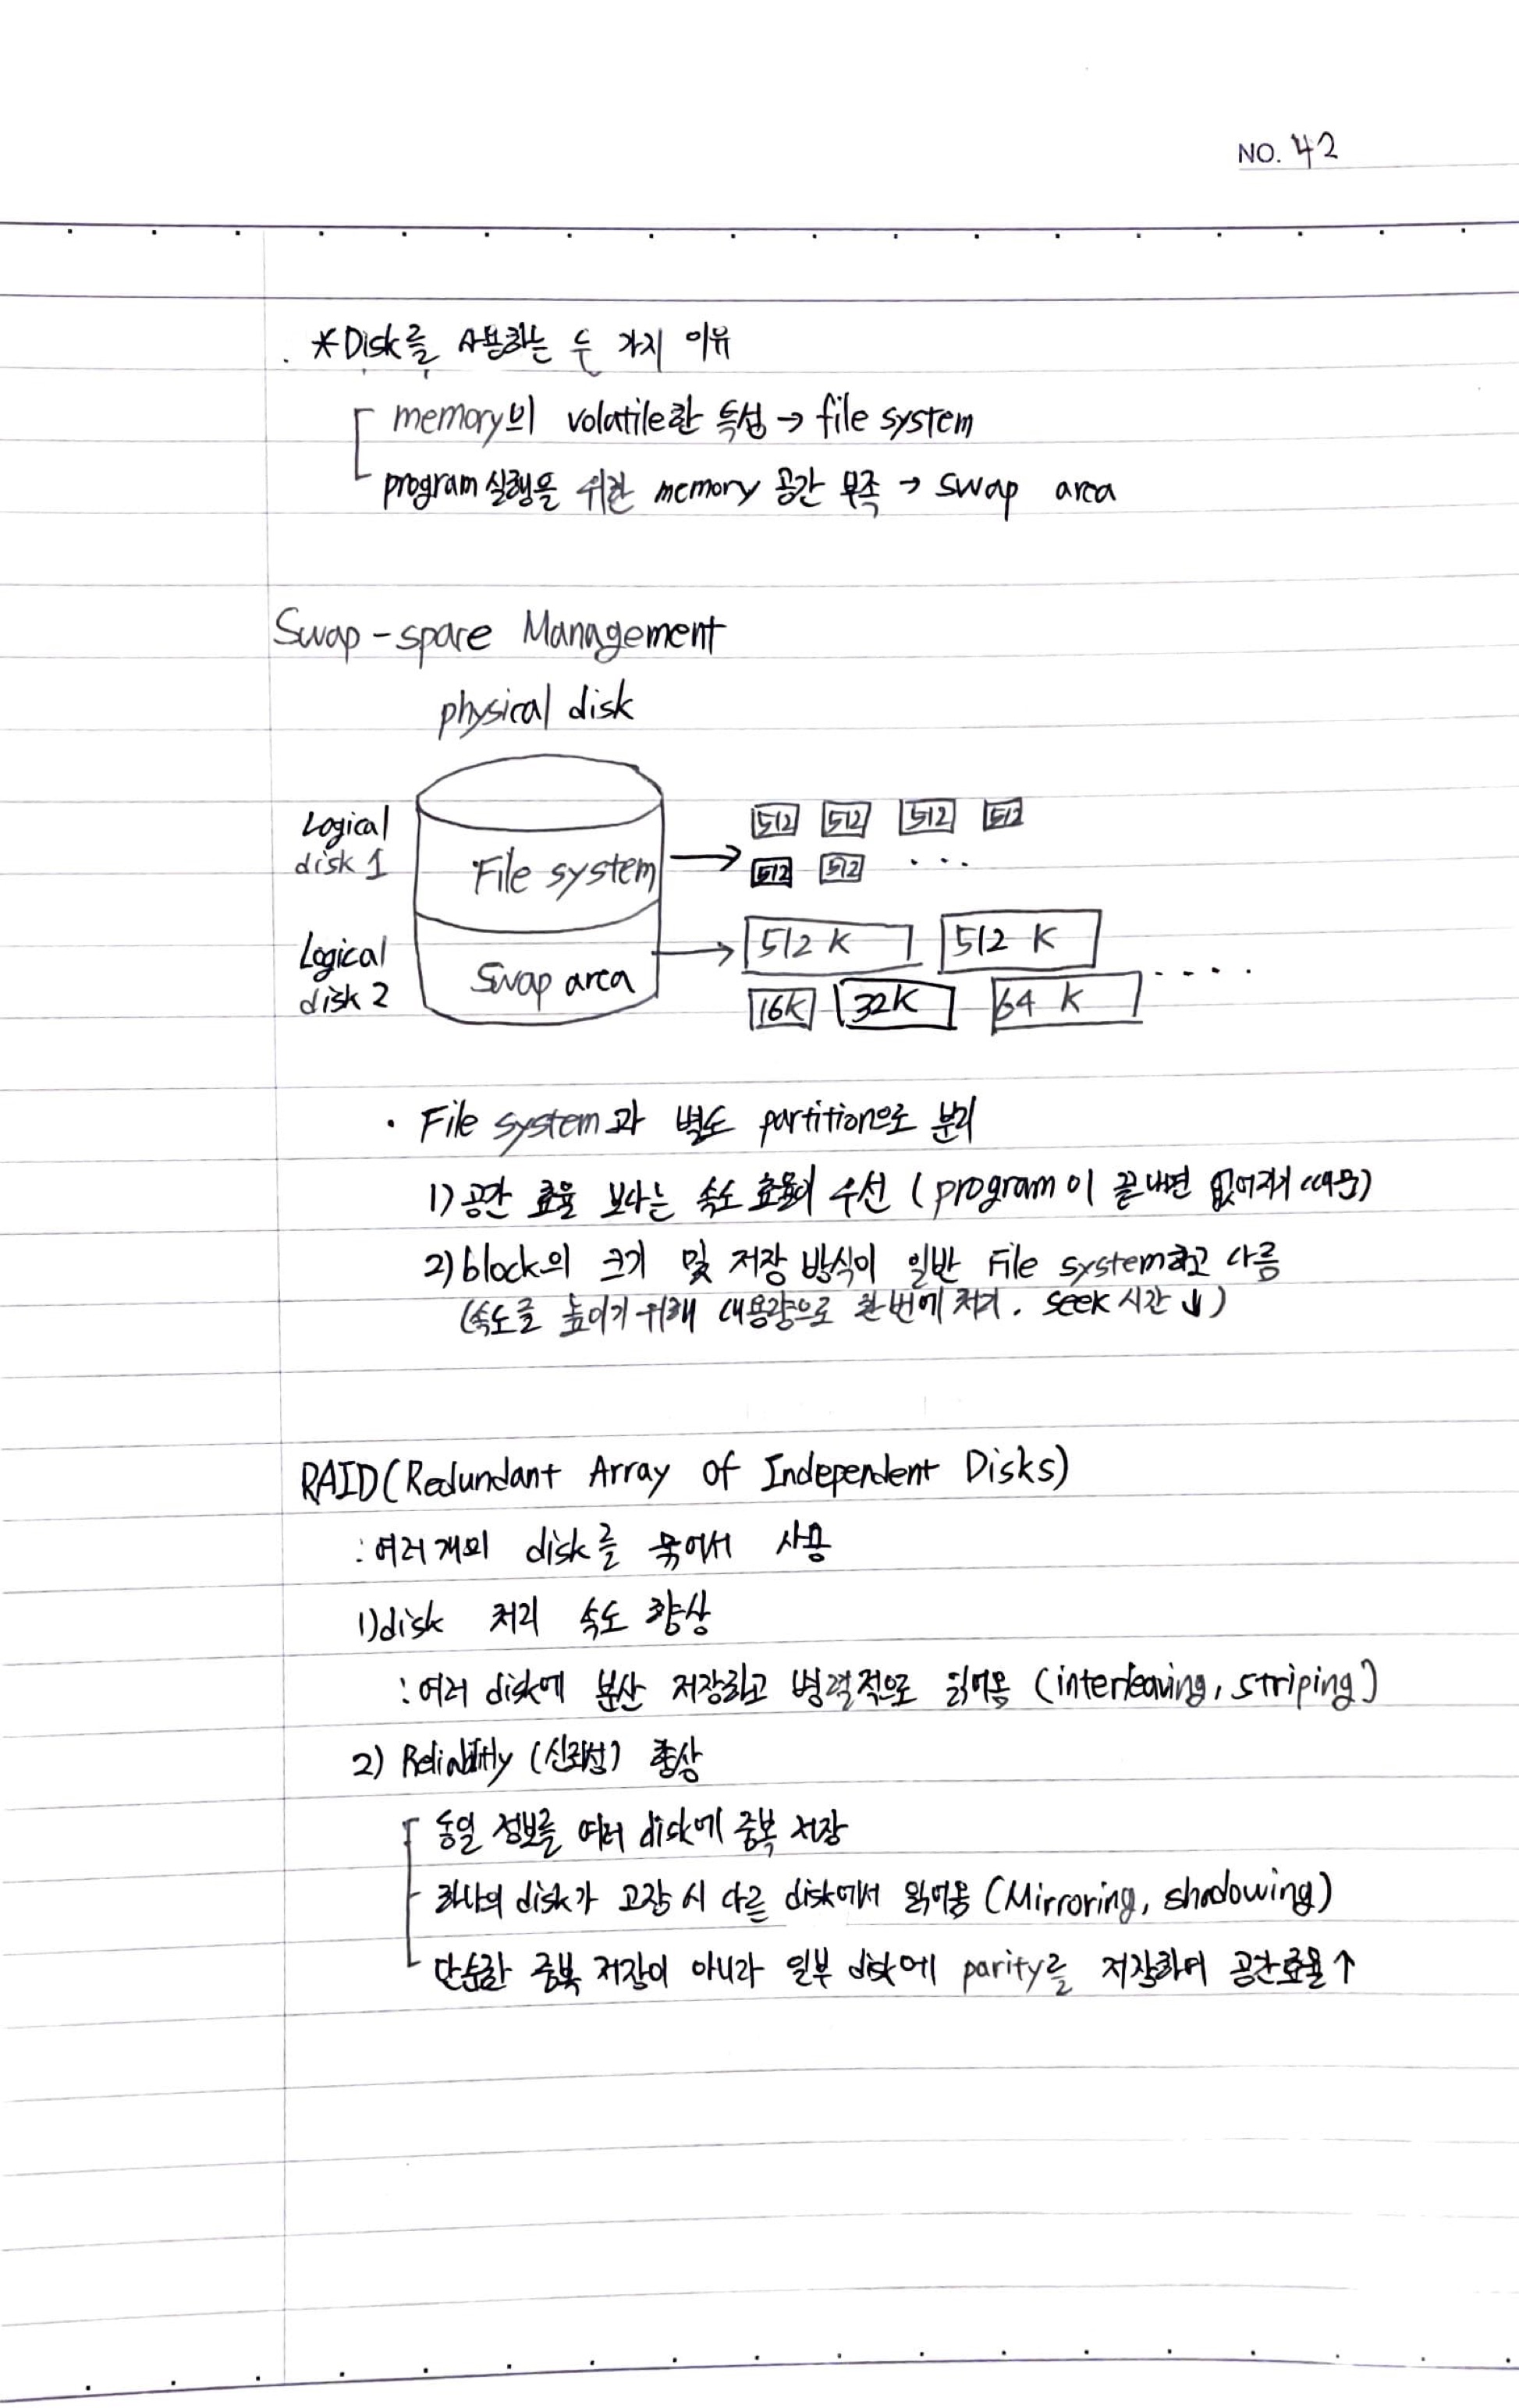 NO. 42
*Disk를 사용하는 두 가지 이유
memory의 volatile한 특성 → file system
program 실행을 위한 memory 공간 부족 → swap area
Swap-space Management
physical disk
Logical disk 1
File system
512 512 512 512
512 512 ...
Logical disk 2
Swap area
512 K 512 K
16K 32K 64 K ....
· File system과 별도 partition으로 분리
1) 공간 효율 보다는 속도 효율이 우선 (program이 끝내면 없어지기 때문)
2) block의 크기 및 저장 방식이 일반 File system하고 다름
(속도를 높이기 위해 대용량으로 한번에 처리. seek 시간 ↓)
RAID(Redundant Array of Independent Disks)
: 여러 개의 disk를 묶어서 사용
1) disk 처리 속도 향상
: 여러 disk에 분산 저장하고 병렬적으로 읽어옴 (interleaving, striping)
2) Reliability (신뢰성) 향상
동일 정보를 여러 disk에 중복 저장
하나의 disk가 고장 시 다른 disk에서 읽어옴 (Mirroring, shadowing)
단순한 중복 저장이 아니라 일부 disk에 parity를 저장하여 공간효율 ↑